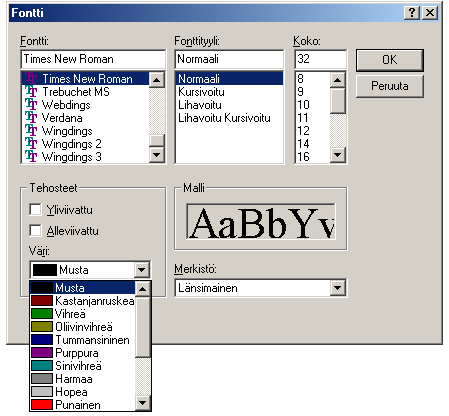 Fontti
Fontti:
Times New Roman
Times New Roman
Trebuchet MS
Webdings
Verdana
Wingdings
Wingdings 2
Wingdings 3
Fonttityyli:
Normaali
Normaali
Kursivoitu
Lihavoitu
Lihavoitu Kursivoitu
Koko:
32
8
9
10
11
12
14
16
OK
Peruuta
Tehosteet
Yliviivattu
Alleviivattu
Väri:
Musta
Musta
Kastanjanruskea
Vihreä
Oliivinvihreä
Tummansininen
Purppura
Sinivihreä
Harmaa
Hopea
Punainen
Malli
AaBbYv
Merkistö:
Länsimainen